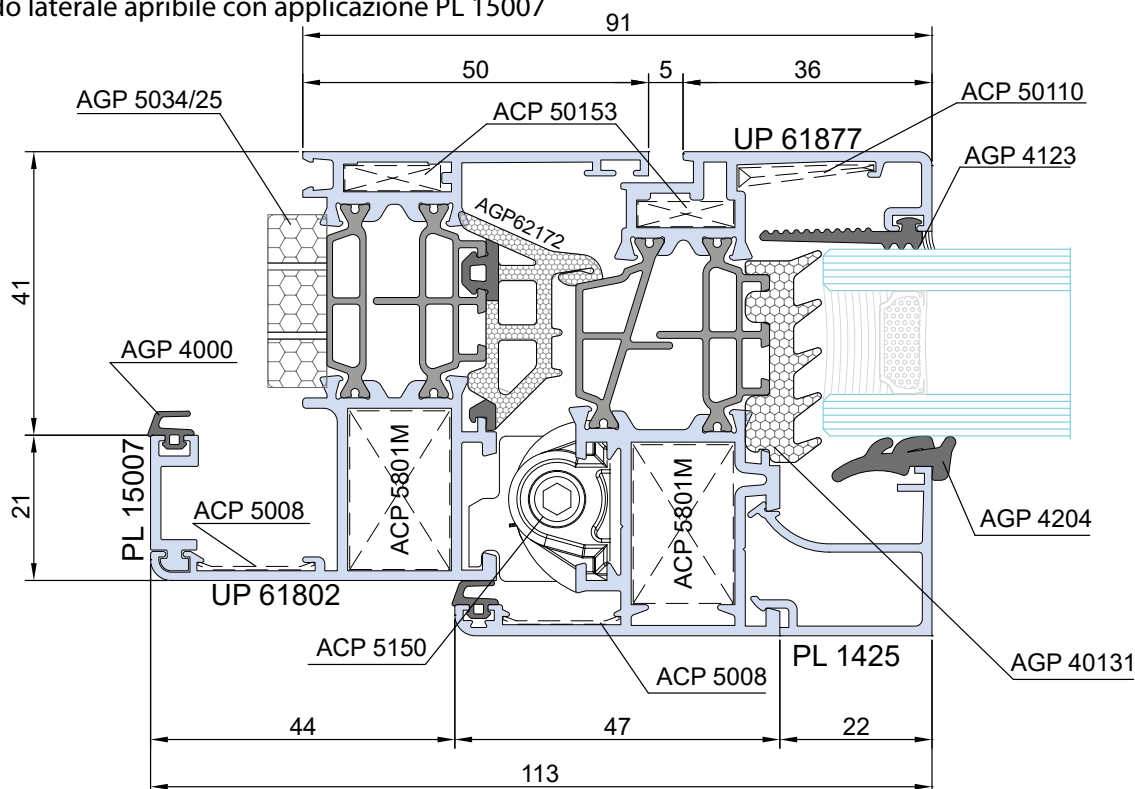 do laterale apribile con applicazione PL 15007
91
50
5
36
AGP 5034/25
ACP 50153
ACP 50110
UP 61877
AGP 4123
AGP62172
41
AGP 4000
PL 15007
21
ACP 5008
ACP 5801M
ACP 5801M
AGP 4204
UP 61802
ACP 5150
ACP 5008
PL 1425
AGP 40131
44
47
22
113